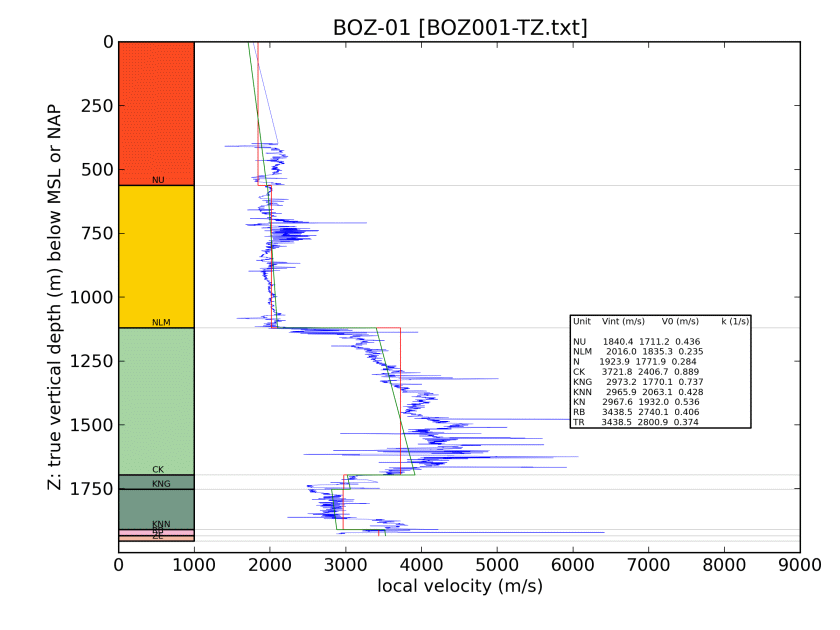 BOZ-01 [BOZ001-TZ.txt]
Z: true vertical depth (m) below MSL or NAP
0
250
500
750
1000
1250
1500
1750
NU
NLM
CK
KNG
KNN
RB
ZE
Unit Vint (m/s) V0 (m/s) k (1/s)
NU 1840.4 1711.2 0.436
NLM 2016.0 1835.3 0.235
N 1923.9 1771.9 0.284
CK 3721.8 2406.7 0.889
KNG 2973.2 1770.1 0.737
KNN 2965.9 2063.1 0.428
KN 2967.6 1932.0 0.536
RB 3438.5 2740.1 0.406
TR 3438.5 2800.9 0.374
0 1000 2000 3000 4000 5000 6000 7000 8000 9000
local velocity (m/s)